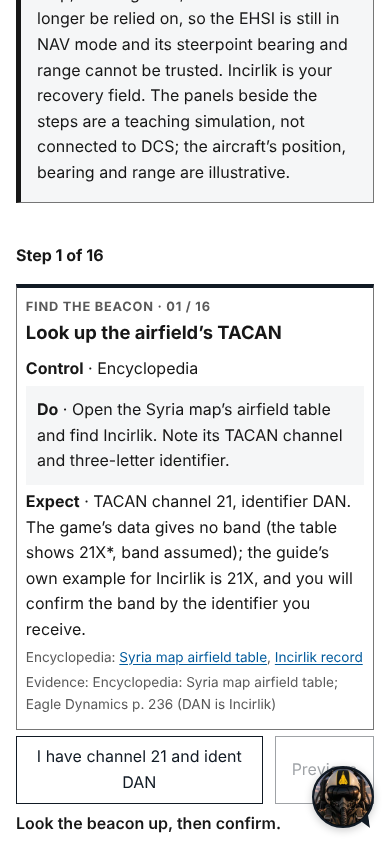 longer be relied on, so the EHSI is still in
NAV mode and its steerpoint bearing and
range cannot be trusted. Incirlik is your
recovery field. The panels beside the
steps are a teaching simulation, not
connected to DCS; the aircraft’s position,
bearing and range are illustrative.
Step 1 of 16
FIND THE BEACON · 01 / 16
Look up the airfield’s TACAN
Control · Encyclopedia
Do · Open the Syria map’s airfield table
and find Incirlik. Note its TACAN channel
and three-letter identifier.
Expect · TACAN channel 21, identifier DAN.
The game’s data gives no band (the table
shows 21X*, band assumed); the guide’s
own example for Incirlik is 21X, and you will
confirm the band by the identifier you
receive.
Encyclopedia: Syria map airfield table, Incirlik record
Evidence: Encyclopedia: Syria map airfield table;
Eagle Dynamics p. 236 (DAN is Incirlik)
I have channel 21 and ident
DAN
Look the beacon up, then confirm.